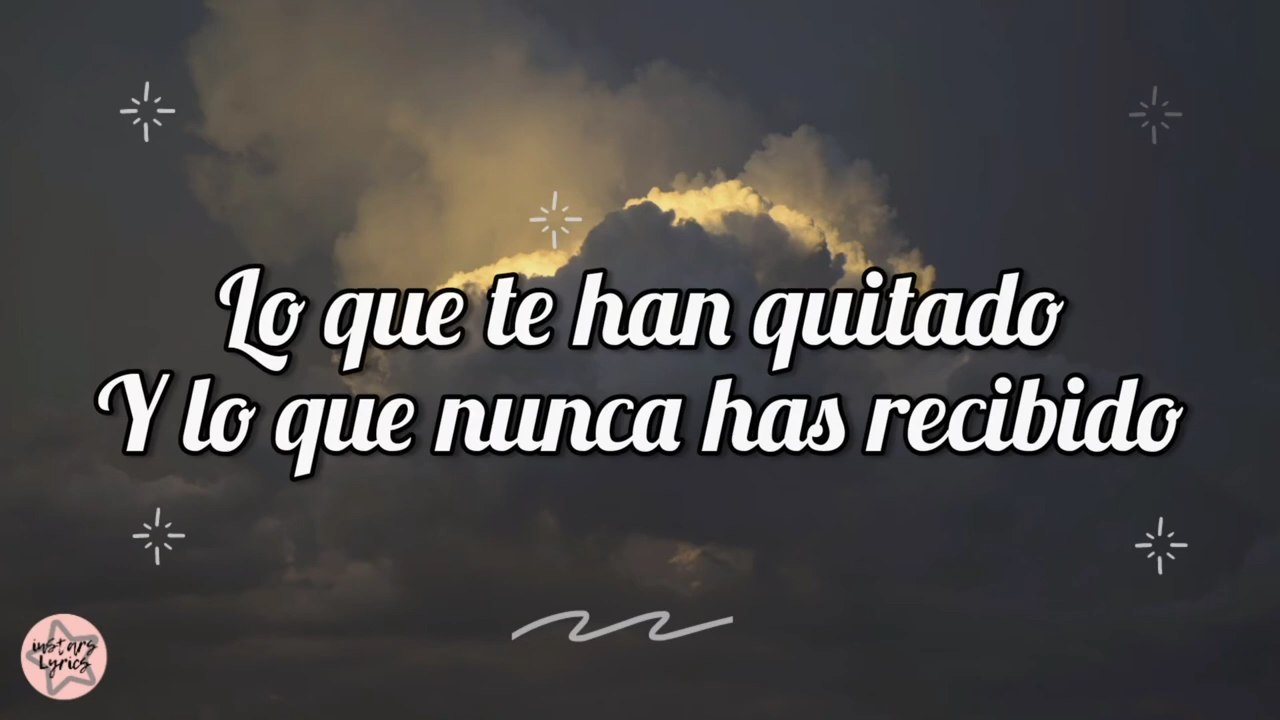 Lo que te han quitado
Y lo que nunca has recibido
instars
Lyrics